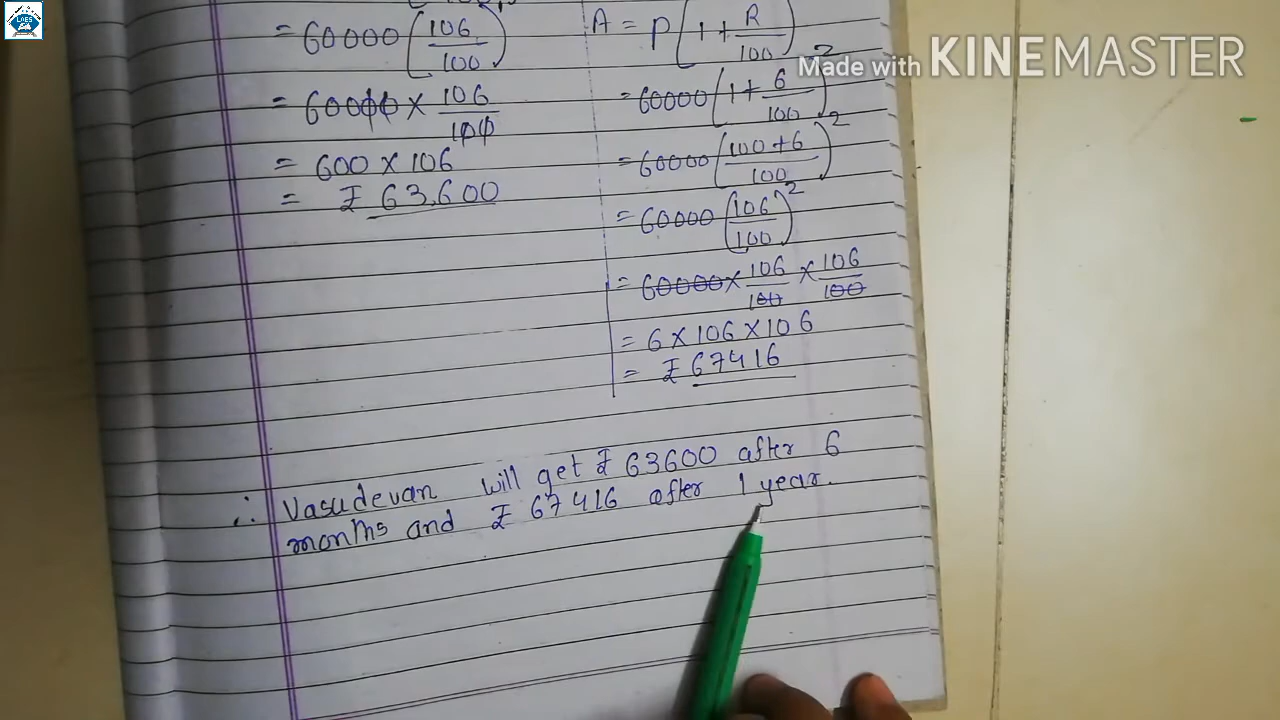 LAES
Made with KINEMASTER
= 60000 (106/100)
= 60000 × 106/100
= 600 × 106
= ₹ 63,600
A = P(1+R/100)
= 60000(1+6/100)²
= 60000(100+6/100)²
= 60000(106/100)²
= 60000 × 106/100 × 106/100
= 6 × 106 × 106
= ₹ 67416
∴ Vasudevan will get ₹ 63600 after 6
months and ₹ 67416 after 1 year.